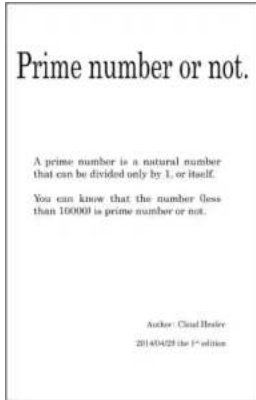 Prime number or not.
A prime number is a natural number
that can be divided only by 1, or itself.
You can know that the number (less
than 10000) is prime number or not.
Author: Cloud Healer
2014/04/29 the 1st edition